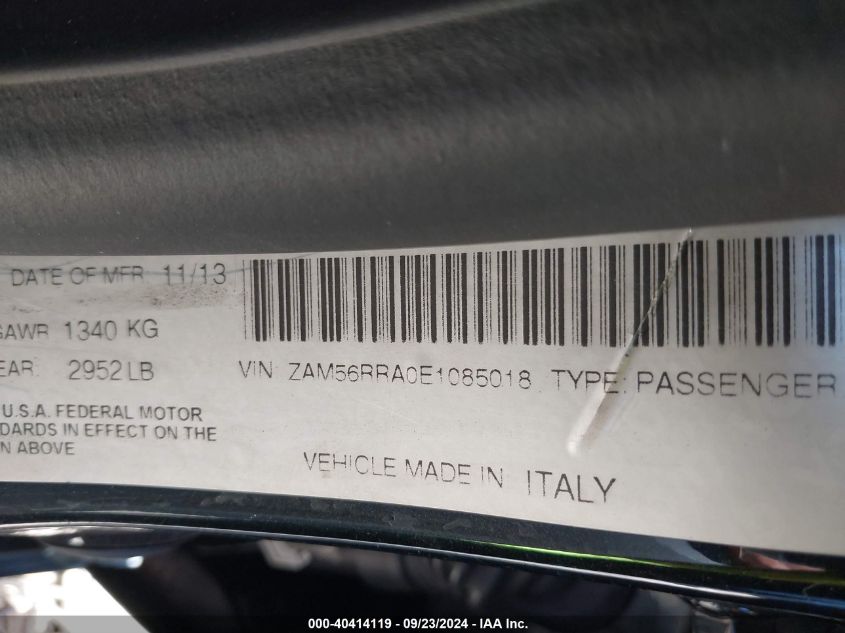 DATE OF MFR 11/13
GAWR 1340 KG
EAR: 2952 LB
VIN: ZAM56RRA0E1085018 TYPE: PASSENGER
U.S.A. FEDERAL MOTOR
DARDS IN EFFECT ON THE
N ABOVE
VEHICLE MADE IN ITALY
000-40414119 - 09/23/2024 - IAA Inc.